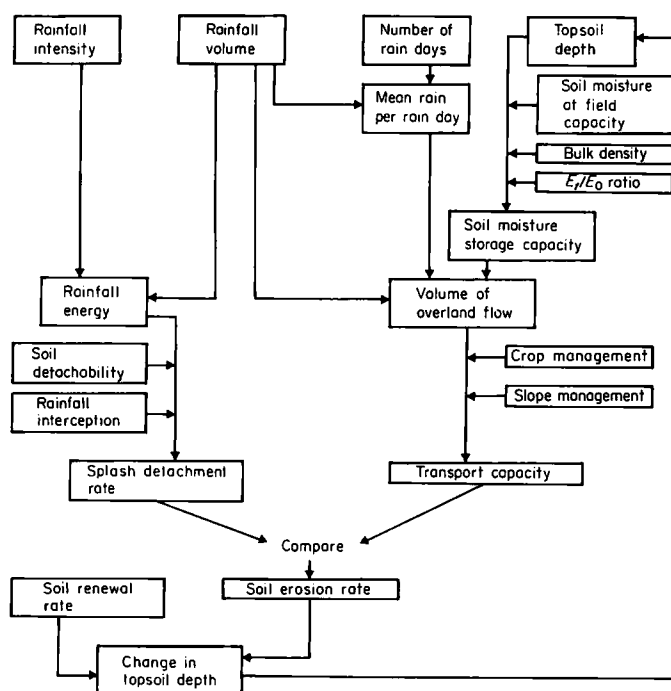 Rainfall
intensity
Rainfall
volume
Number of
rain days
Topsoil
depth
Mean rain
per rain day
Soil moisture
at field
capacity
Bulk density
Et/Eo ratio
Soil moisture
storage capacity
Rainfall
energy
Volume of
overland flow
Soil
detachability
Crop management
Rainfall
interception
Slope management
Splash detachment
rate
Transport capacity
Compare
Soil renewal
rate
Soil erosion rate
Change in
topsoil depth